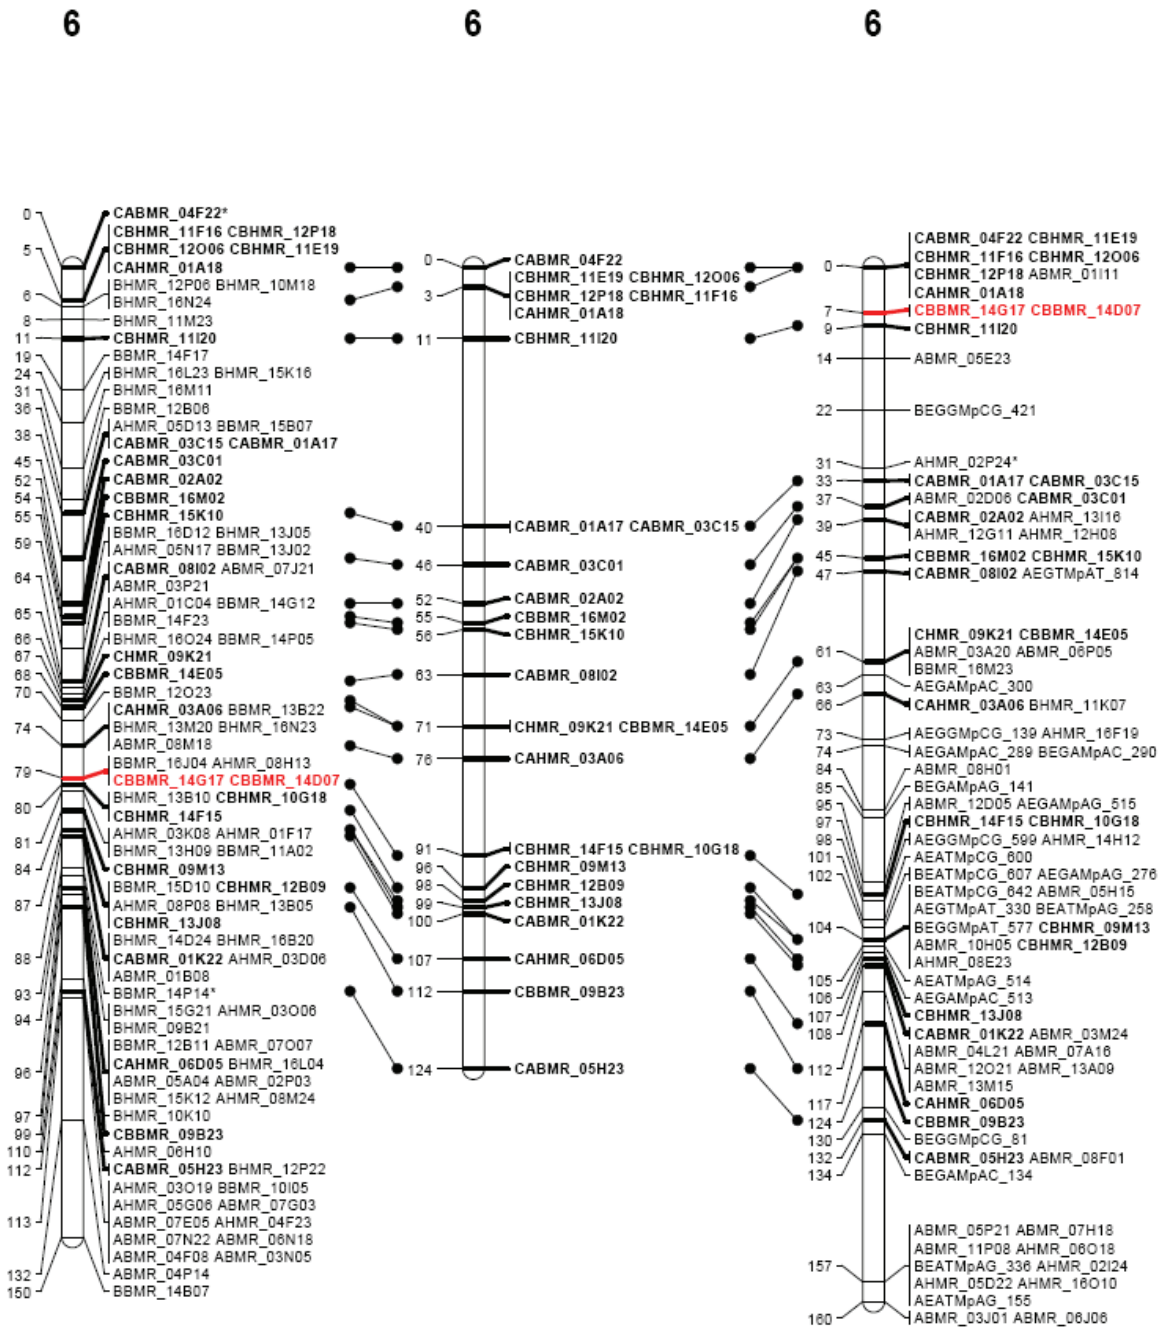 6
0
CABMR_04F22*
CBHMR_11F16 CBHMR_12P18
5
CBHMR_12O06 CBHMR_11E19
CAHMR_01A18
BHMR_12P06 BHMR_10M18
6
BHMR_16N24
8
BHMR_11M23
11
CBHMR_11I20
19
BBMR_14F17
24
BHMR_16L23 BHMR_15K16
31
BHMR_16M11
36
BBMR_12B06
AHMR_05D13 BBMR_15B07
38
CABMR_03C15 CABMR_01A17
45
CABMR_03C01
52
CABMR_02A02
54
CBBMR_16M02
55
CBHMR_15K10
BBMR_16D12 BHMR_13J05
59
AHMR_05N17 BBMR_13J02
CABMR_08I02 ABMR_07J21
64
ABMR_03P21
AHMR_01C04 BBMR_14G12
65
BBMR_14F23
66
BHMR_16O24 BBMR_14P05
67
CHMR_09K21
68
CBBMR_14E05
70
BBMR_12O23
CAHMR_03A06 BBMR_13B22
74
BHMR_13M20 BHMR_16N23
ABMR_08M18
BBMR_16J04 AHMR_08H13
79
CBBMR_14G17 CBBMR_14D07
BHMR_13B10 CBHMR_10G18
80
CBHMR_14F15
AHMR_03K08 AHMR_01F17
81
BHMR_13H09 BBMR_11A02
84
CBHMR_09M13
BBMR_15D10 CBHMR_12B09
87
AHMR_08P08 BHMR_13B05
CBHMR_13J08
BHMR_14D24 BHMR_16B20
88
CABMR_01K22 AHMR_03D06
ABMR_01B08
93
BBMR_14P14*
94
BHMR_15G21 AHMR_03O06
BHMR_09B21
BBMR_12B11 ABMR_07O07
96
CAHMR_06D05 BHMR_16L04
ABMR_05A04 ABMR_02P03
BHMR_15K12 AHMR_08M24
97
BHMR_10K10
99
CBBMR_09B23
110
AHMR_06H10
112
CABMR_05H23 BHMR_12P22
AHMR_03O19 BBMR_10I05
AHMR_05G06 ABMR_07G03
113
ABMR_07E05 AHMR_04F23
ABMR_07N22 ABMR_06N18
ABMR_04F08 ABMR_03N05
132
ABMR_04P14
150
BBMR_14B07
6
0
CABMR_04F22
CBHMR_11E19 CBHMR_12O06
3
CBHMR_12P18 CBHMR_11F16
CAHMR_01A18
11
CBHMR_11I20
40
CABMR_01A17 CABMR_03C15
46
CABMR_03C01
52
CABMR_02A02
55
CBBMR_16M02
56
CBHMR_15K10
63
CABMR_08I02
71
CHMR_09K21 CBBMR_14E05
76
CAHMR_03A06
91
CBHMR_14F15 CBHMR_10G18
96
CBHMR_09M13
98
CBHMR_12B09
99
CBHMR_13J08
100
CABMR_01K22
107
CAHMR_06D05
112
CBBMR_09B23
124
CABMR_05H23
6
CABMR_04F22 CBHMR_11E19
CBHMR_11F16 CBHMR_12O06
0
CBHMR_12P18 ABMR_01I11
CAHMR_01A18
7
CBBMR_14G17 CBBMR_14D07
9
CBHMR_11I20
14
ABMR_05E23
22
BEGGMpCG_421
31
AHMR_02P24*
33
CABMR_01A17 CABMR_03C15
37
ABMR_02D06 CABMR_03C01
39
CABMR_02A02 AHMR_13I16
AHMR_12G11 AHMR_12H08
45
CBBMR_16M02 CBHMR_15K10
47
CABMR_08I02 AEGTMpAT_814
CHMR_09K21 CBBMR_14E05
61
ABMR_03A20 ABMR_06P05
BBMR_16M23
63
AEGAMpAC_300
66
CAHMR_03A06 BHMR_11K07
73
AEGGMpCG_139 AHMR_16F19
74
AEGAMpAC_289 BEGAMpAC_290
84
ABMR_08H01
85
BEGAMpAG_141
95
ABMR_12D05 AEGAMpAG_515
97
CBHMR_14F15 CBHMR_10G18
98
AEGGMpCG_599 AHMR_14H12
101
AEATMpCG_600
102
BEATMpCG_607 AEGAMpAG_276
BEATMpCG_642 ABMR_05H15
AEGTMpAT_330 BEATMpAG_258
104
BEGGMpAT_577 CBHMR_09M13
ABMR_10H05 CBHMR_12B09
AHMR_08E23
105
AEATMpAG_514
106
AEGAMpAC_513
107
CBHMR_13J08
108
CABMR_01K22 ABMR_03M24
ABMR_04L21 ABMR_07A16
112
ABMR_12O21 ABMR_13A09
ABMR_13M15
117
CAHMR_06D05
124
CBBMR_09B23
130
BEGGMpCG_81
132
CABMR_05H23 ABMR_08F01
134
BEGAMpAC_134
ABMR_05P21 ABMR_07H18
ABMR_11P08 AHMR_06O18
157
BEATMpAG_336 AHMR_02I24
AHMR_05D22 AHMR_16O10
AEATMpAG_155
160
ABMR_03J01 ABMR_06J06